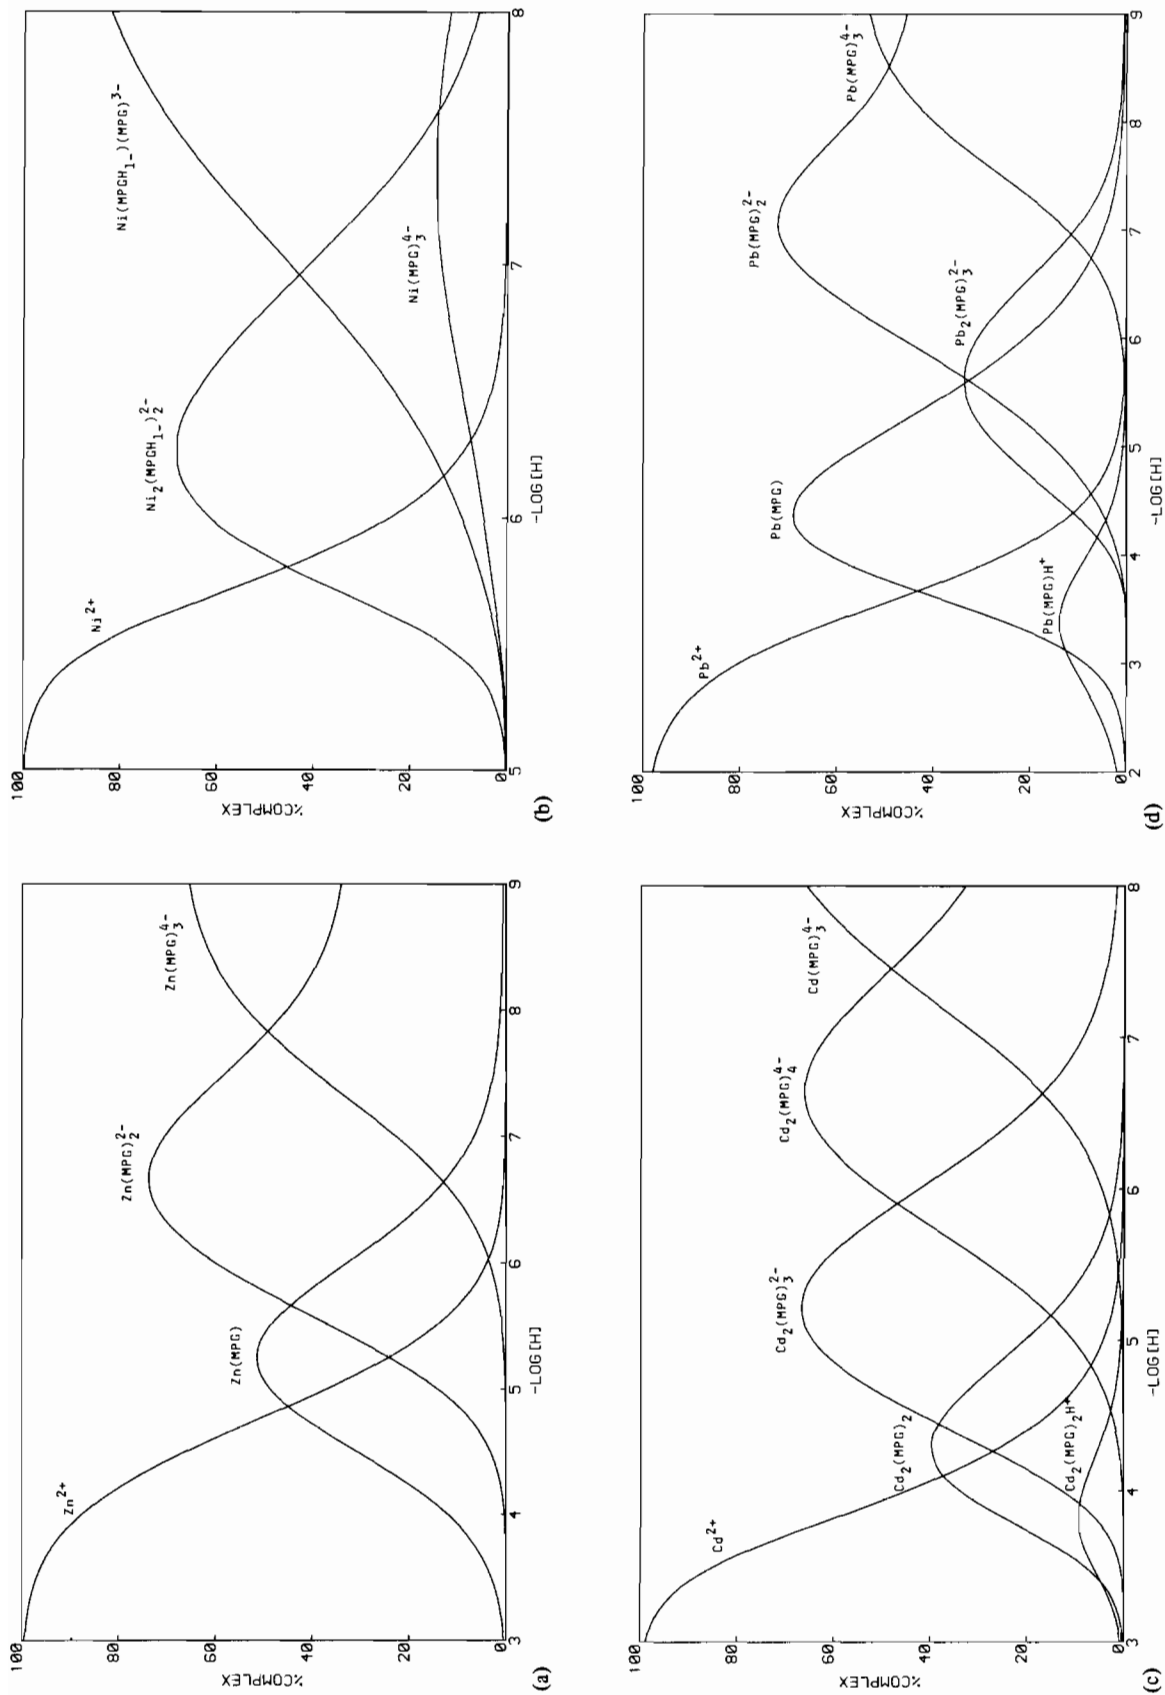 100
80
60
40
20
0
%COMPLEX
3
4
5
6
7
8
9
-LOG[H]
Zn²⁺
Zn(MPG)
Zn(MPG)₂²⁻
Zn(MPG)₃⁴⁻
(a)
100
80
60
40
20
0
%COMPLEX
5
6
7
8
-LOG[H]
Ni²⁺
Ni₂(MPGH₁₋)₂²⁻
Ni(MPGH₁₋)(MPG)³⁻
Ni(MPG)₃⁴⁻
(b)
100
80
60
40
20
0
%COMPLEX
3
4
5
6
7
8
-LOG[H]
Cd²⁺
Cd₂(MPG)₂
Cd₂(MPG)₂H⁺
Cd₂(MPG)₃²⁻
Cd₂(MPG)₄⁴⁻
Cd(MPG)₃⁴⁻
(c)
100
80
60
40
20
0
%COMPLEX
2
3
4
5
6
7
8
9
-LOG[H]
Pb²⁺
Pb(MPG)H⁺
Pb(MPG)
Pb₂(MPG)₃²⁻
Pb(MPG)₂²⁻
Pb(MPG)₃⁴⁻
(d)